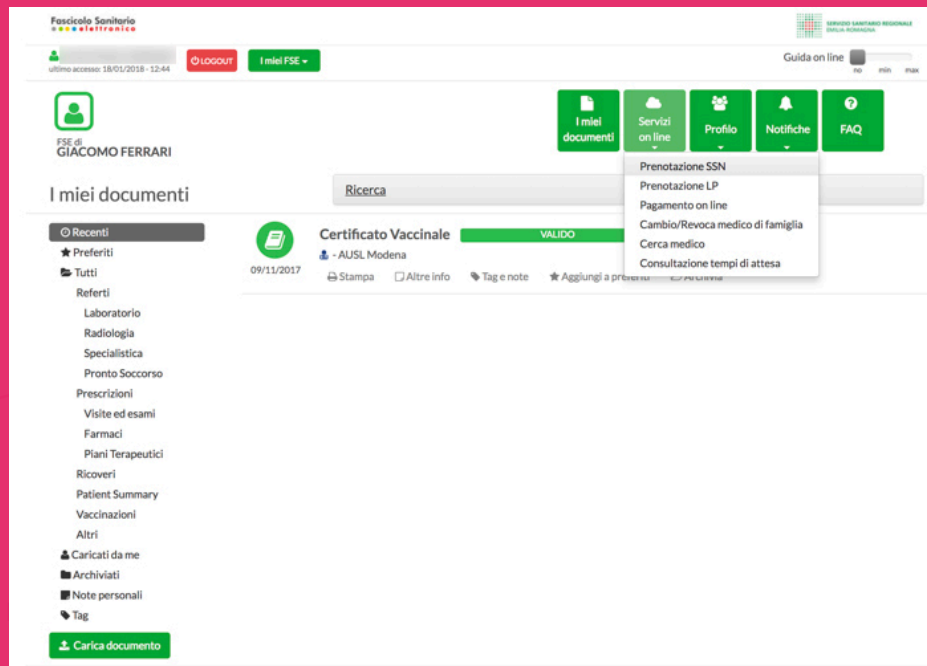 Fascicolo Sanitario
elettronico
SERVIZIO SANITARIO REGIONALE
EMILIA-ROMAGNA
ultimo accesso: 18/01/2018 - 12:44
LOGOUT
I miei FSE
Guida on line
no min max
FSE di
GIACOMO FERRARI
I miei documenti
Servizi on line
Profilo
Notifiche
FAQ
Prenotazione SSN
Prenotazione LP
Pagamento on line
Cambio/Revoca medico di famiglia
Cerca medico
Consultazione tempi di attesa
I miei documenti
Ricerca
Recenti
Preferiti
Tutti
Referti
Laboratorio
Radiologia
Specialistica
Pronto Soccorso
Prescrizioni
Visite ed esami
Farmaci
Piani Terapeutici
Ricoveri
Patient Summary
Vaccinazioni
Altri
Caricati da me
Archiviati
Note personali
Tag
Carica documento
Certificato Vaccinale VALIDO
- AUSL Modena
09/11/2017
Stampa Altre info Tag e note Aggiungi a preferiti Archivia